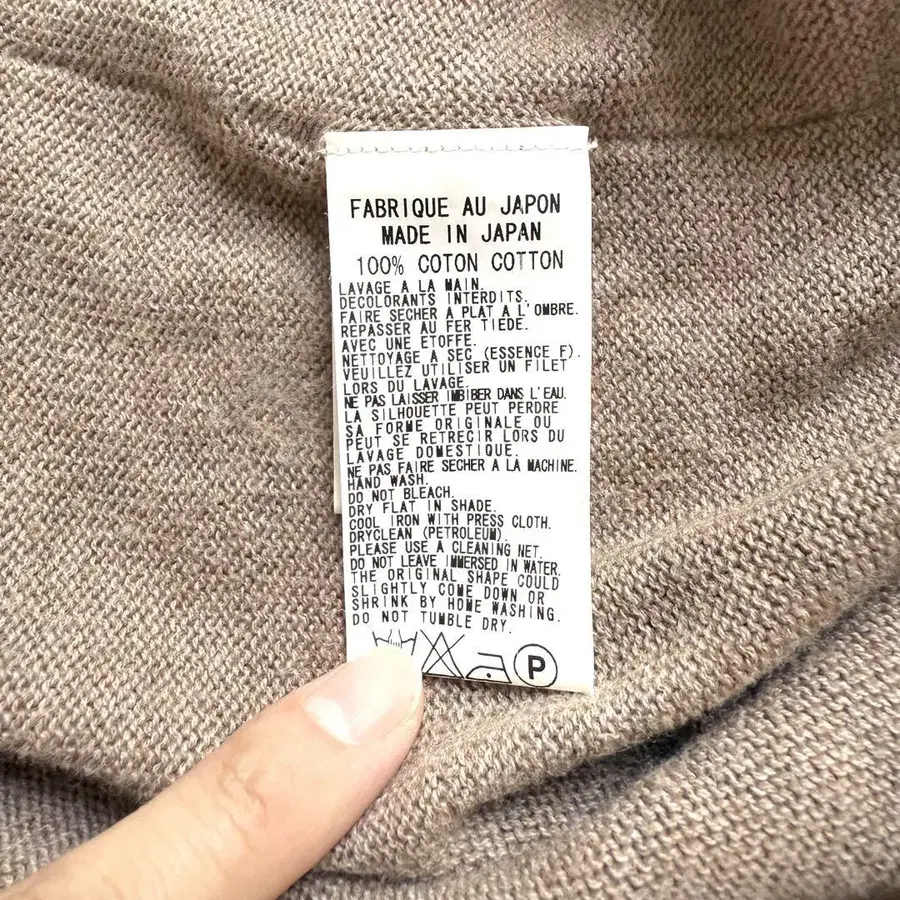 FABRIQUE AU JAPON
MADE IN JAPAN
100% COTON COTTON
LAVAGE A LA MAIN.
DECOLORANTS INTERDITS.
FAIRE SECHER A PLAT A L'OMBRE.
REPASSER AU FER TIEDE.
AVEC UNE ETOFFE.
NETTOYAGE A SEC (ESSENCE F).
VEUILLEZ UTILISER UN FILET
LORS DU LAVAGE.
NE PAS LAISSER IMBIBER DANS L'EAU.
LA SILHOUETTE PEUT PERDRE
SA FORME ORIGINALE OU
PEUT SE RETRECIR LORS DU
LAVAGE DOMESTIQUE.
NE PAS FAIRE SECHER A LA MACHINE.
HAND WASH.
DO NOT BLEACH.
DRY FLAT IN SHADE.
COOL IRON WITH PRESS CLOTH.
DRYCLEAN (PETROLEUM).
PLEASE USE A CLEANING NET.
DO NOT LEAVE IMMERSED IN WATER.
THE ORIGINAL SHAPE COULD
SLIGHTLY COME DOWN OR
SHRINK BY HOME WASHING.
DO NOT TUMBLE DRY.
P